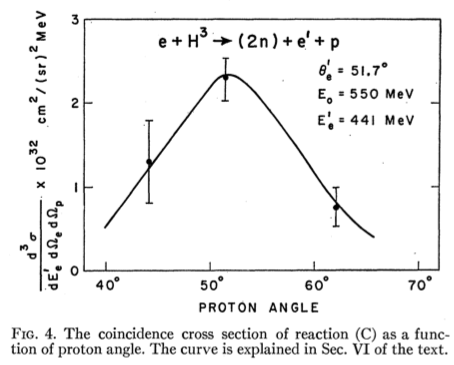 e + H³ → (2n) + e' + p
θ'ₑ = 51.7°
E₀ = 550 MeV
E'ₑ = 441 MeV
d³σ / dE'ₑ dΩₑ dΩₚ × 10³² cm²/(sr)² MeV
3
2
1
0
40° 50° 60° 70°
PROTON ANGLE
FIG. 4. The coincidence cross section of reaction (C) as a func-
tion of proton angle. The curve is explained in Sec. VI of the text.